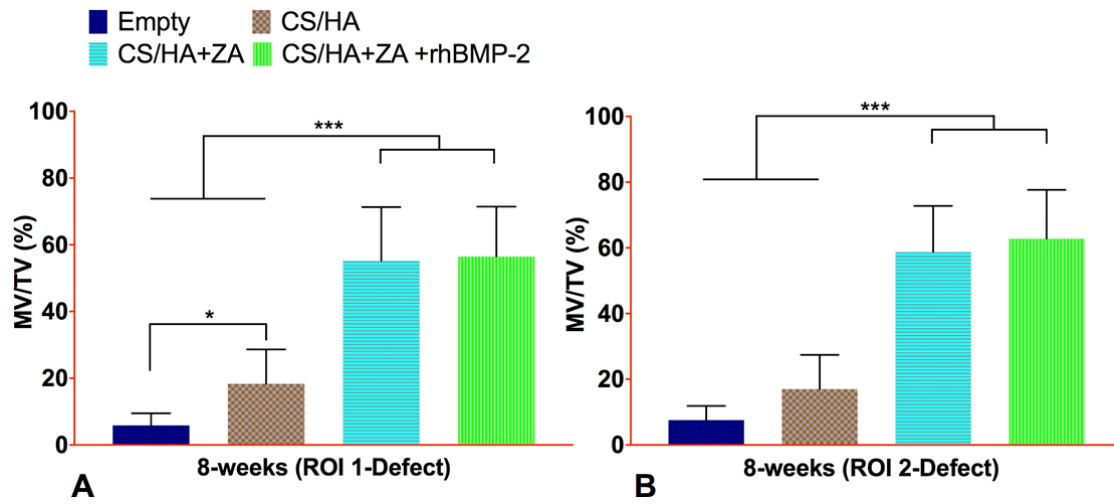 Empty
CS/HA
CS/HA+ZA
CS/HA+ZA +rhBMP-2
MV/TV (%)
100
80
60
40
20
0
***
*
8-weeks (ROI 1-Defect)
A
MV/TV (%)
100
80
60
40
20
0
***
8-weeks (ROI 2-Defect)
B